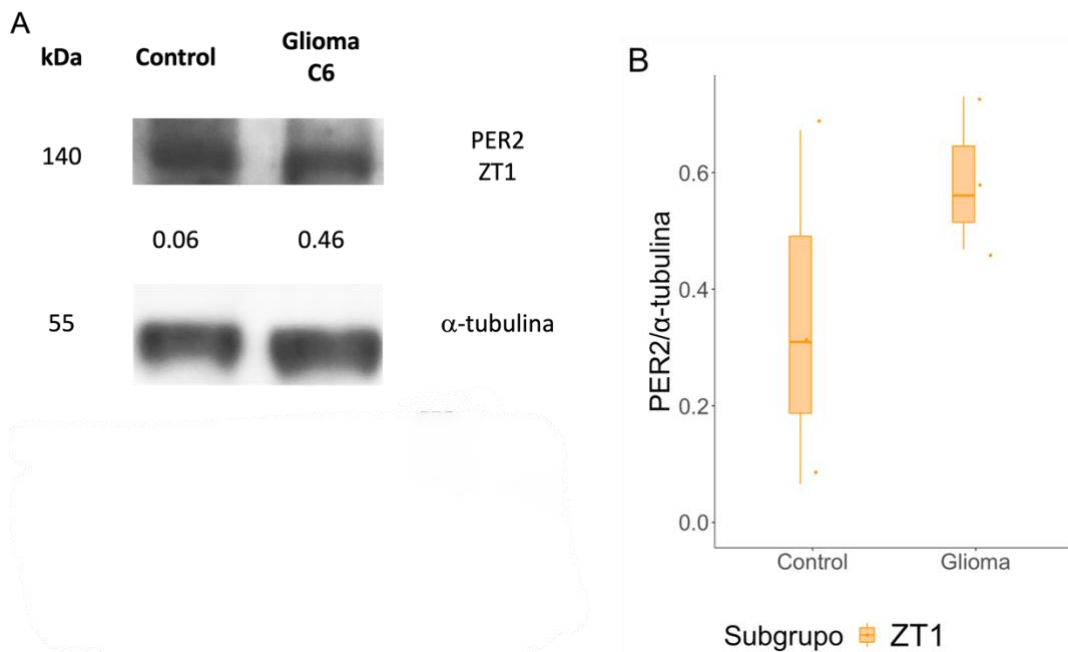 A
kDa Control Glioma
C6
140 PER2
ZT1
0.06 0.46
55 α-tubulina
B
PER2/α-tubulina
0.6
0.4
0.2
0.0
Control Glioma
Subgrupo ZT1